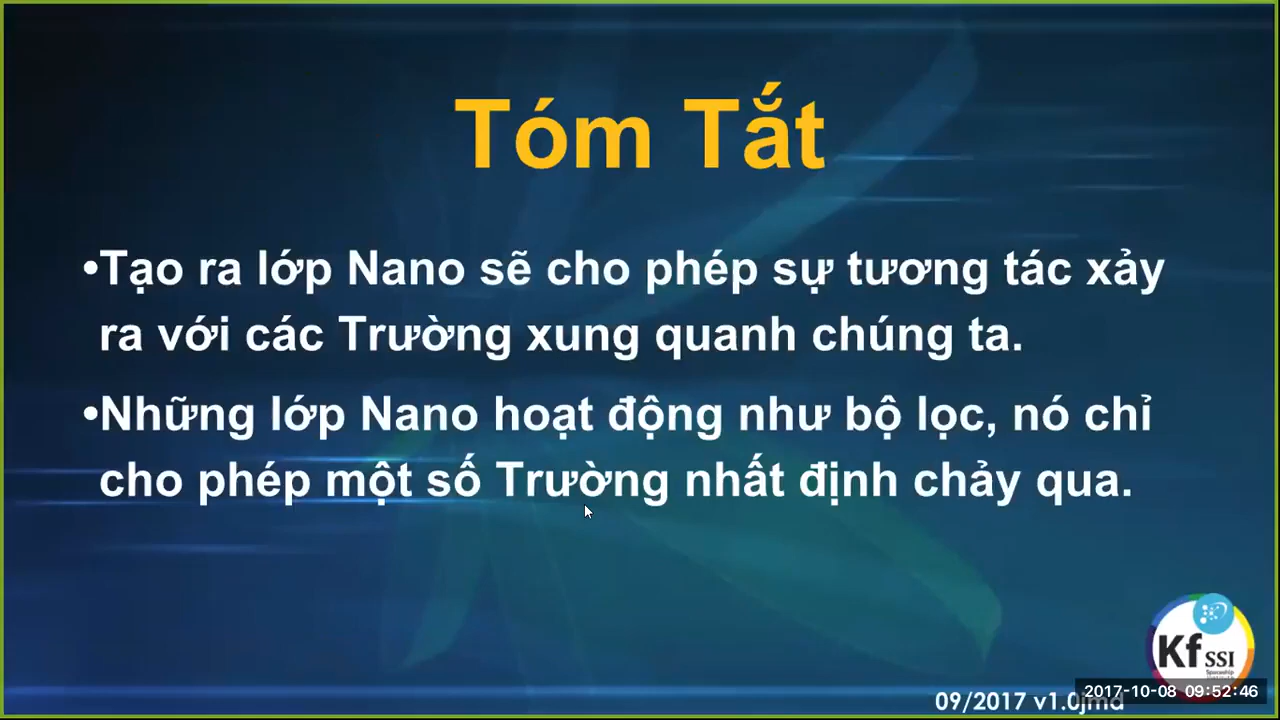 Tóm Tắt
•Tạo ra lớp Nano sẽ cho phép sự tương tác xảy
ra với các Trường xung quanh chúng ta.
•Những lớp Nano hoạt động như bộ lọc, nó chỉ
cho phép một số Trường nhất định chảy qua.
Kf SSI
Spaceship
2017-10-08 09:52:46
09/2017 v1.0jmd